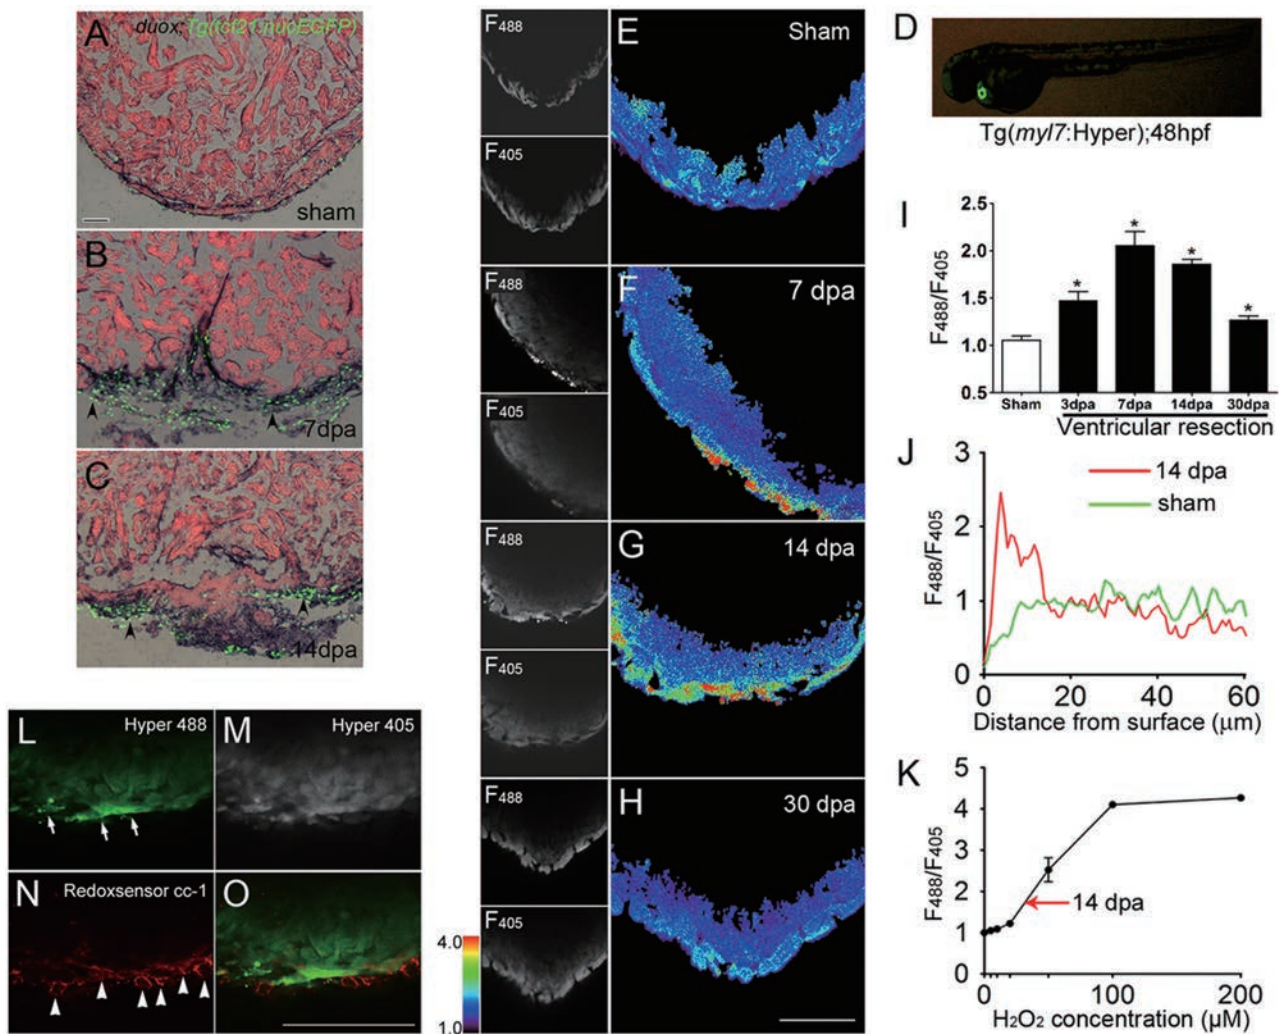 A
duox;Tg(tcf21:nucEGFP)
sham
B
7dpa
C
14dpa
F488
E
Sham
F405
F488
F
7 dpa
F405
F488
G
14 dpa
F405
F488
H
30 dpa
F405
4.0
1.0
D
Tg(myl7:Hyper);48hpf
I
F488/F405
2.5
2.0
1.5
1.0
0.5
*
*
*
*
Sham
3dpa
7dpa
14dpa
30dpa
Ventricular resection
J
F488/F405
3
2
1
0
14 dpa
sham
0
20
40
60
Distance from surface (μm)
K
F488/F405
5
4
3
2
1
0
14 dpa
0
100
200
H2O2 concentration (μM)
L
Hyper 488
M
Hyper 405
N
Redoxsensor cc-1
O